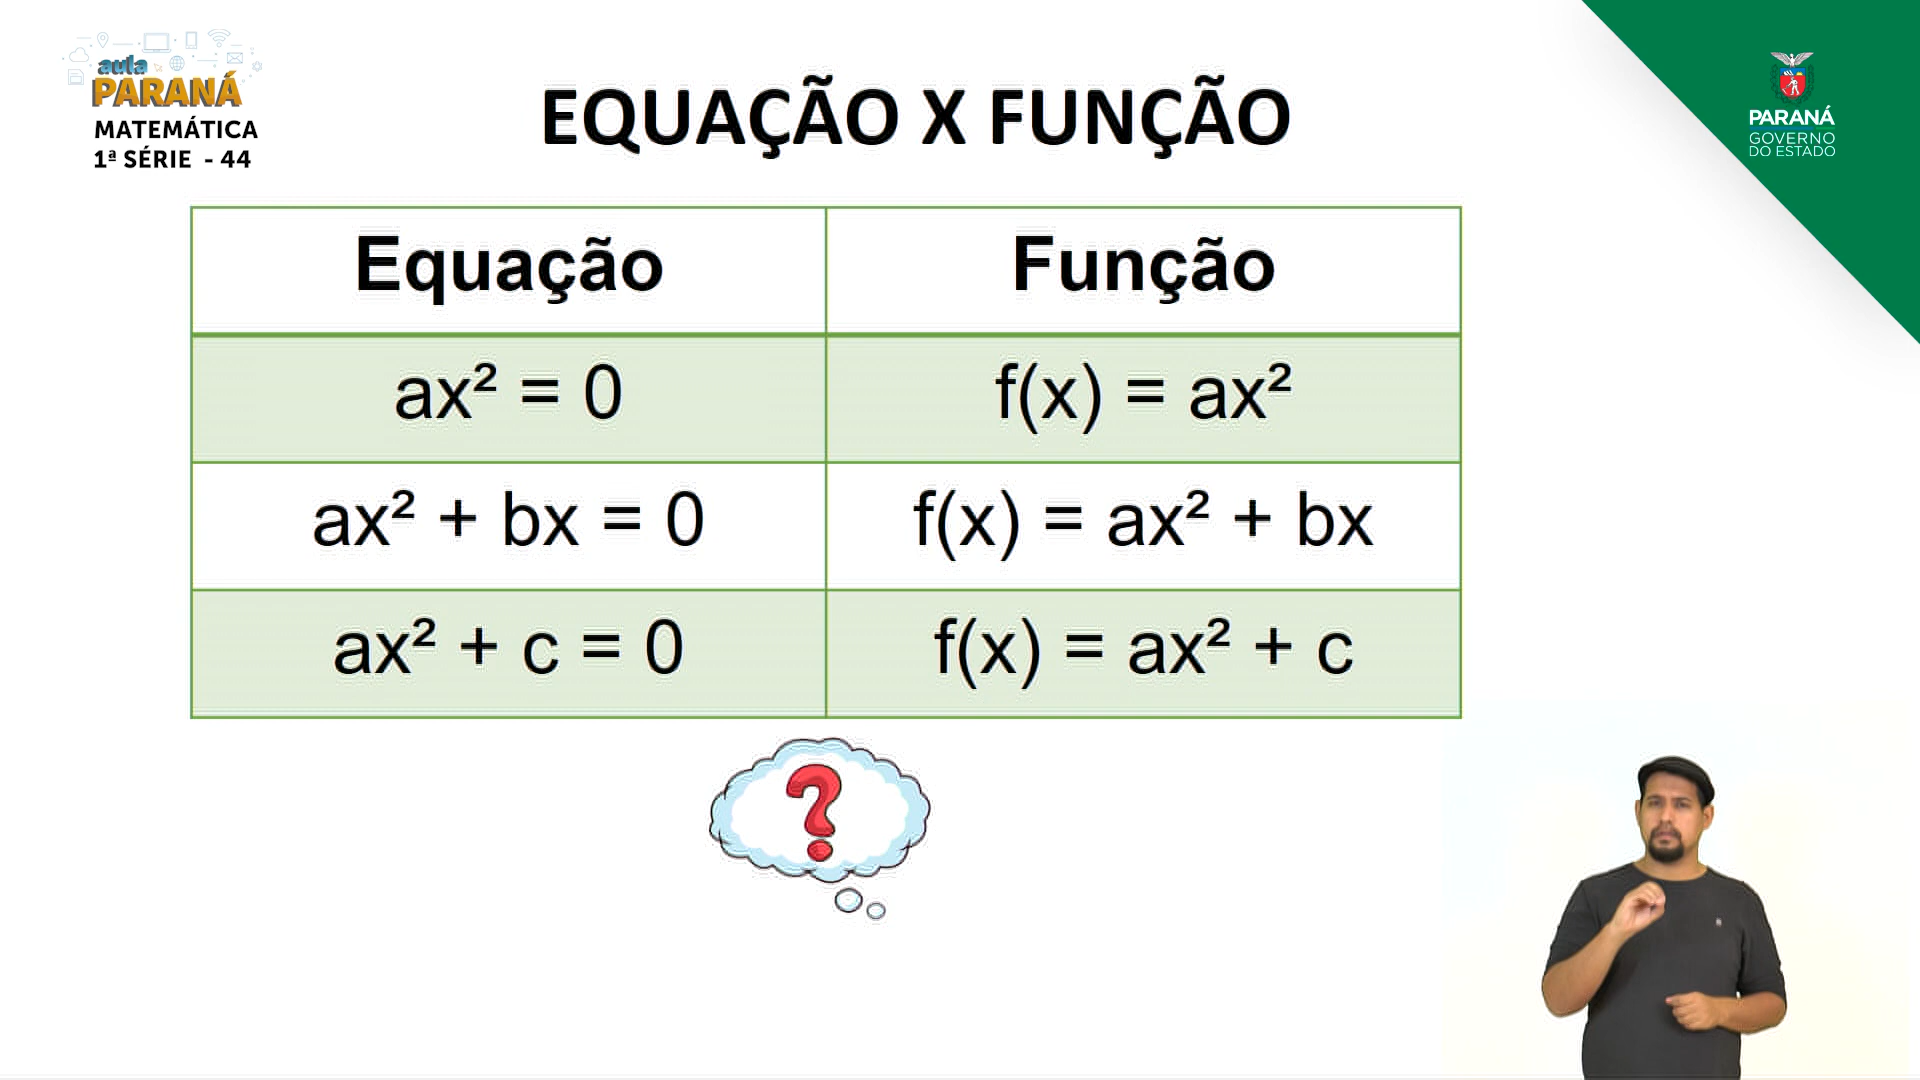 aula
PARANÁ
MATEMÁTICA
1ª SÉRIE - 44
EQUAÇÃO X FUNÇÃO
PARANÁ
GOVERNO
DO ESTADO
Equação
Função
ax² = 0
f(x) = ax²
ax² + bx = 0
f(x) = ax² + bx
ax² + c = 0
f(x) = ax² + c
?